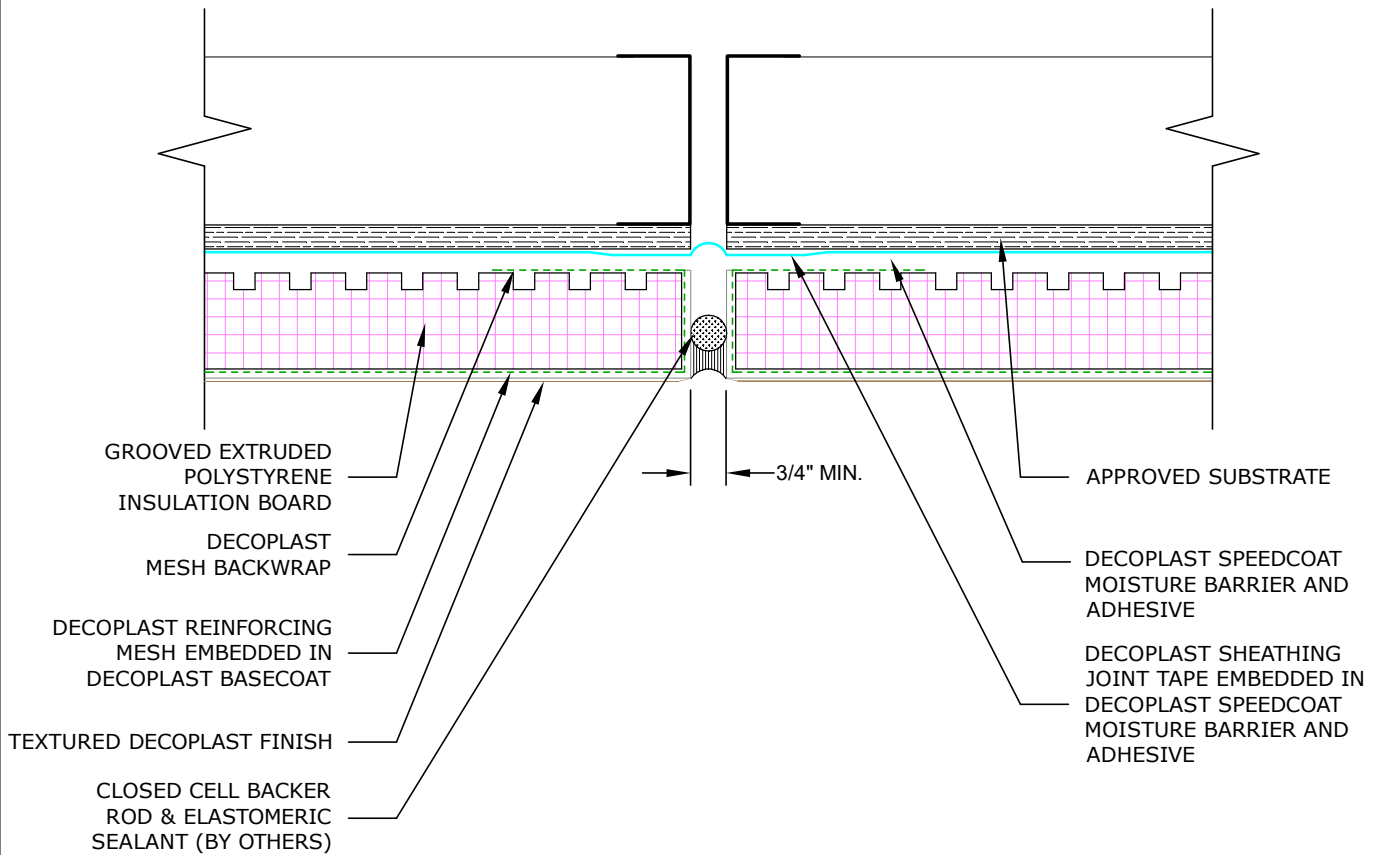 GROOVED EXTRUDED
POLYSTYRENE
INSULATION BOARD
DECOPLAST
MESH BACKWRAP
DECOPLAST REINFORCING
MESH EMBEDDED IN
DECOPLAST BASECOAT
TEXTURED DECOPLAST FINISH
CLOSED CELL BACKER
ROD & ELASTOMERIC
SEALANT (BY OTHERS)
3/4" MIN.
APPROVED SUBSTRATE
DECOPLAST SPEEDCOAT
MOISTURE BARRIER AND
ADHESIVE
DECOPLAST SHEATHING
JOINT TAPE EMBEDDED IN
DECOPLAST SPEEDCOAT
MOISTURE BARRIER AND
ADHESIVE